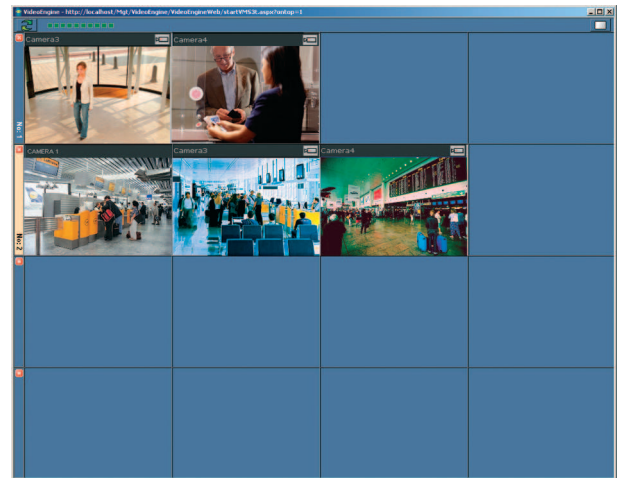 VideoEngine - http://localhost/Mgt/VideoEngine/VideoEngineWeb/startVMS3t.aspx?ontop=1
Camera3
Camera4
No: 1
CAMERA 1
Camera3
Camera4
No: 2